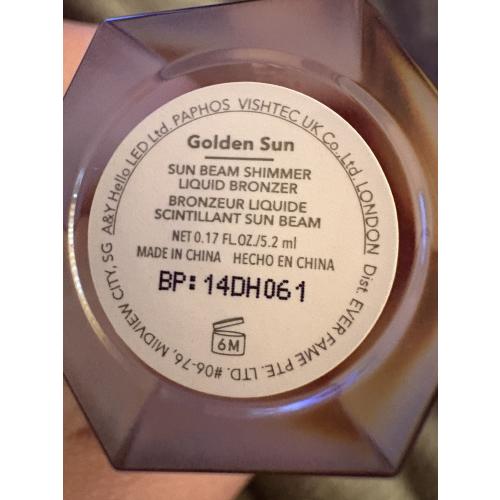 A&Y Hello LED Ltd. PAPHOS VISHTEC UK Co.,Ltd. LONDON Dist. EVER FAME PTE. LTD. #06-76, MIDVIEW CITY, SG
Golden Sun
SUN BEAM SHIMMER
LIQUID BRONZER
BRONZEUR LIQUIDE
SCINTILLANT SUN BEAM
NET 0.17 FL.OZ./5.2 ml
MADE IN CHINA HECHO EN CHINA
BP:14DH061
6M